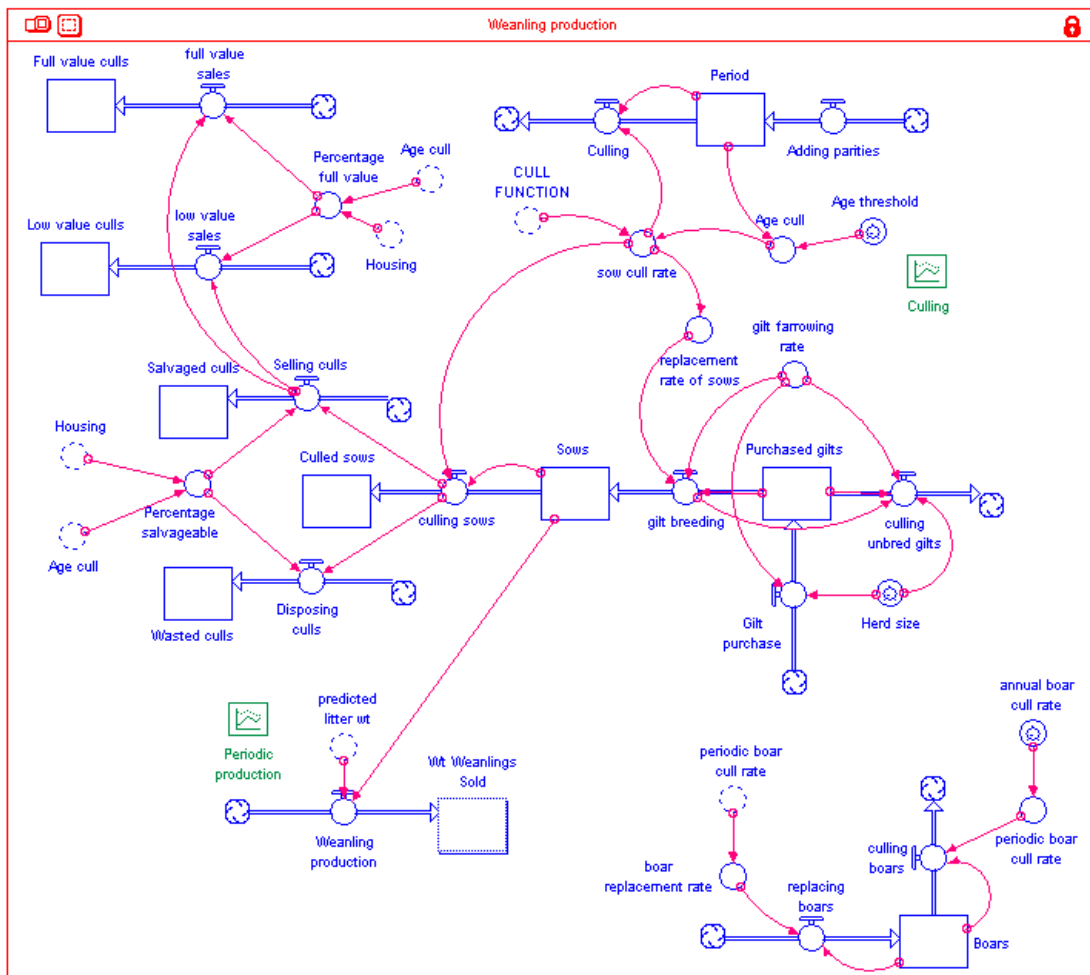 Weanling production
full value
sales
Full value culls
Period
Culling
Adding parities
Percentage
full value
Age cull
CULL
FUNCTION
Low value culls
low value
sales
Housing
Age cull
Age threshold
sow cull rate
Culling
replacement
rate of sows
gilt farrowing
rate
Salvaged culls
Selling culls
Housing
Culled sows
Sows
Purchased gilts
Percentage
salvageable
culling sows
gilt breeding
culling
unbred gilts
Age cull
Wasted culls
Disposing
culls
Gilt
purchase
Herd size
predicted
litter wt
annual boar
cull rate
Periodic
production
Wt Weanlings
Sold
periodic boar
cull rate
Weanling
production
culling
boars
periodic boar
cull rate
boar
replacement rate
replacing
boars
Boars